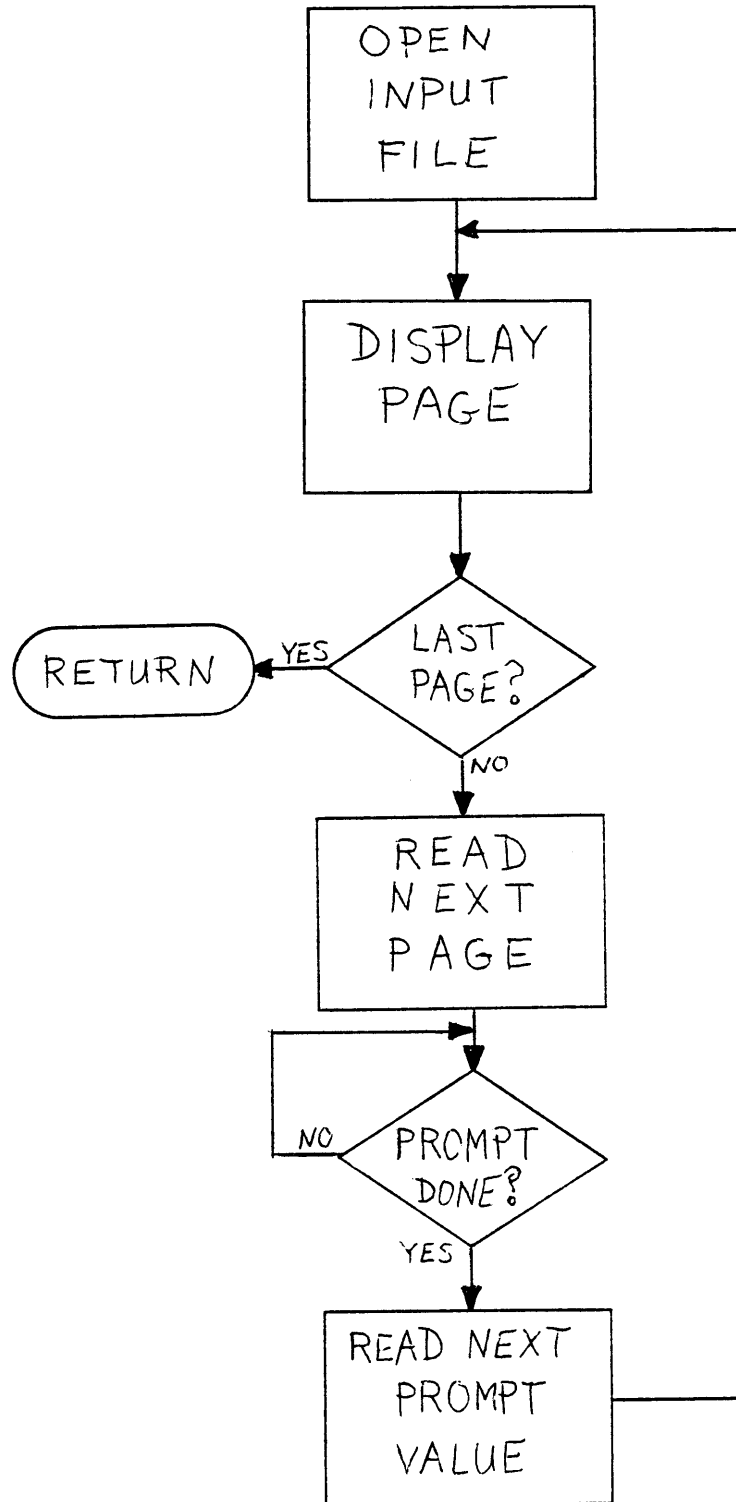 OPEN
INPUT
FILE
DISPLAY
PAGE
LAST
PAGE?
YES
RETURN
NO
READ
NEXT
PAGE
PROMPT
DONE?
NO
YES
READ NEXT
PROMPT
VALUE